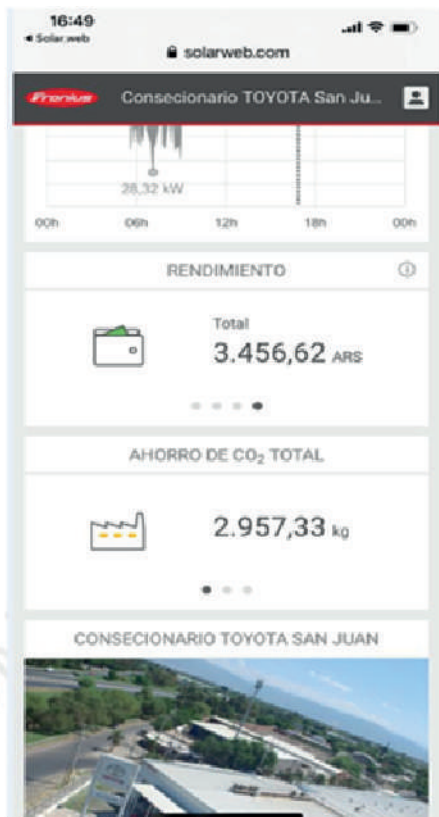 16:49
◀ Solar.web
solarweb.com
Fronius Consecionario TOYOTA San Ju...
28,32 kW
00h 06h 12h 18h 00h
RENDIMIENTO
Total
3.456,62 ARS
AHORRO DE CO₂ TOTAL
2.957,33 kg
CONSECIONARIO TOYOTA SAN JUAN